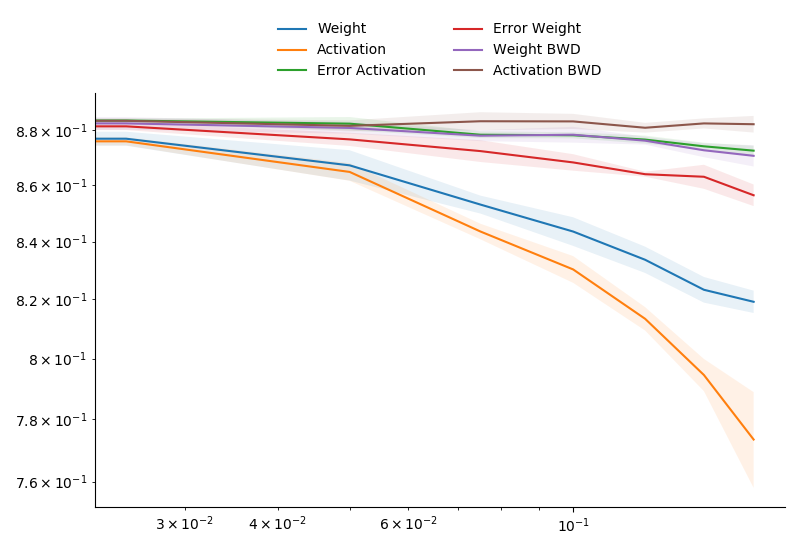 Weight
Activation
Error Activation
Error Weight
Weight BWD
Activation BWD
8.8 × 10⁻¹
8.6 × 10⁻¹
8.4 × 10⁻¹
8.2 × 10⁻¹
8 × 10⁻¹
7.8 × 10⁻¹
7.6 × 10⁻¹
3 × 10⁻² 4 × 10⁻² 6 × 10⁻² 10⁻¹